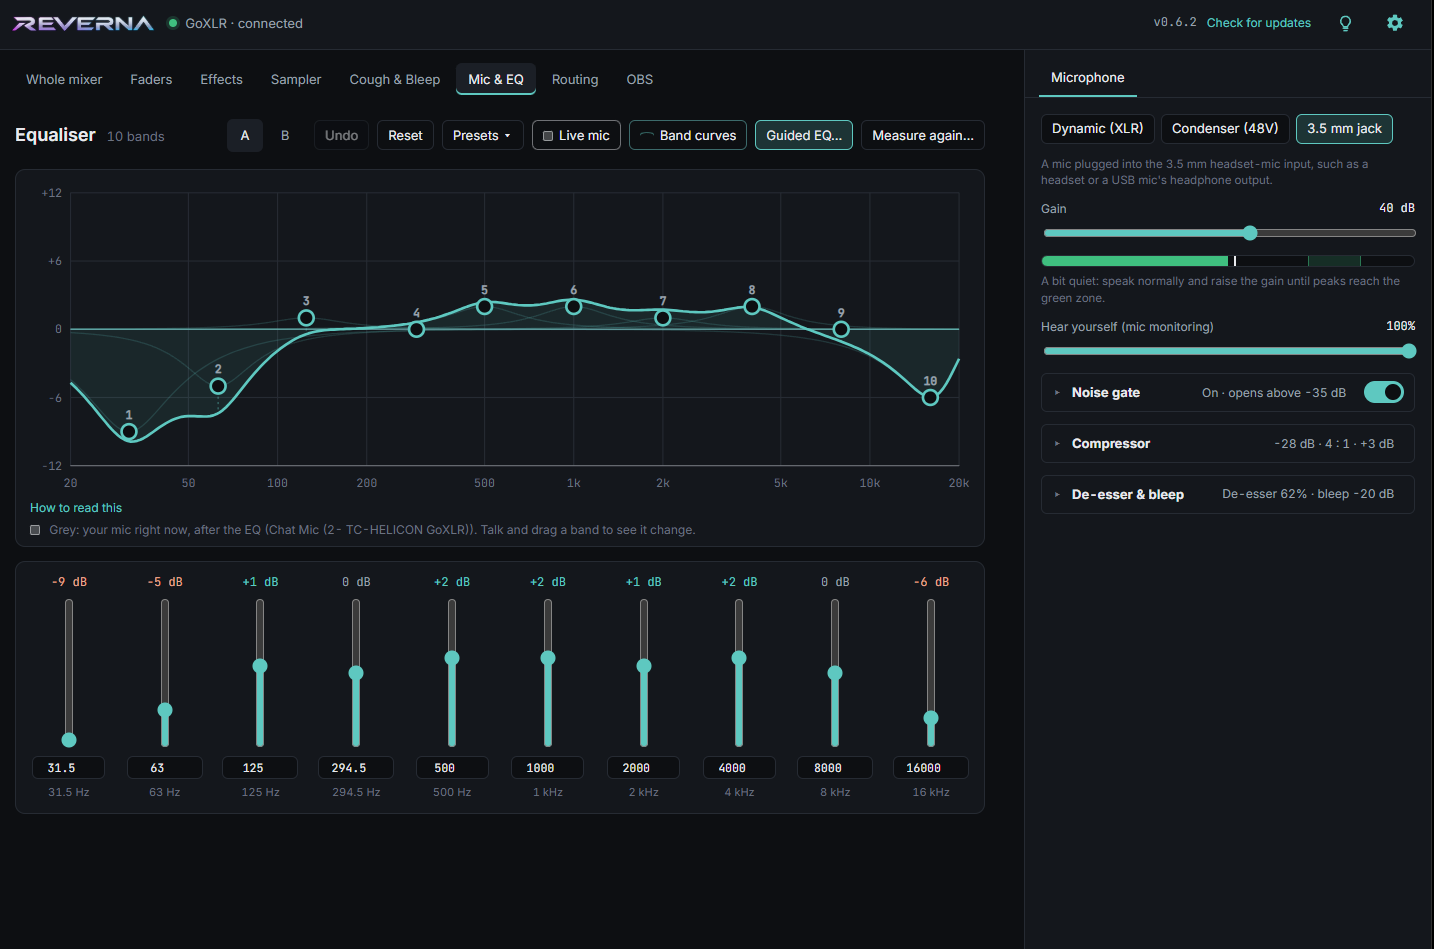 REVERNA
GoXLR · connected
v0.6.2 Check for updates
Whole mixer Faders Effects Sampler Cough & Bleep Mic & EQ Routing OBS
Equaliser 10 bands
A B Undo Reset Presets Live mic Band curves Guided EQ... Measure again...
+12
+6
0
-6
-12
1 2 3 4 5 6 7 8 9 10
20 50 100 200 500 1k 2k 5k 10k 20k
How to read this
Grey: your mic right now, after the EQ (Chat Mic (2- TC-HELICON GoXLR)). Talk and drag a band to see it change.
-9 dB -5 dB +1 dB 0 dB +2 dB +2 dB +1 dB +2 dB 0 dB -6 dB
31.5 63 125 294.5 500 1000 2000 4000 8000 16000
31.5 Hz 63 Hz 125 Hz 294.5 Hz 500 Hz 1 kHz 2 kHz 4 kHz 8 kHz 16 kHz
Microphone
Dynamic (XLR) Condenser (48V) 3.5 mm jack
A mic plugged into the 3.5 mm headset-mic input, such as a
headset or a USB mic's headphone output.
Gain 40 dB
A bit quiet: speak normally and raise the gain until peaks reach the
green zone.
Hear yourself (mic monitoring) 100%
Noise gate On · opens above -35 dB
Compressor -28 dB · 4 : 1 · +3 dB
De-esser & bleep De-esser 62% · bleep -20 dB